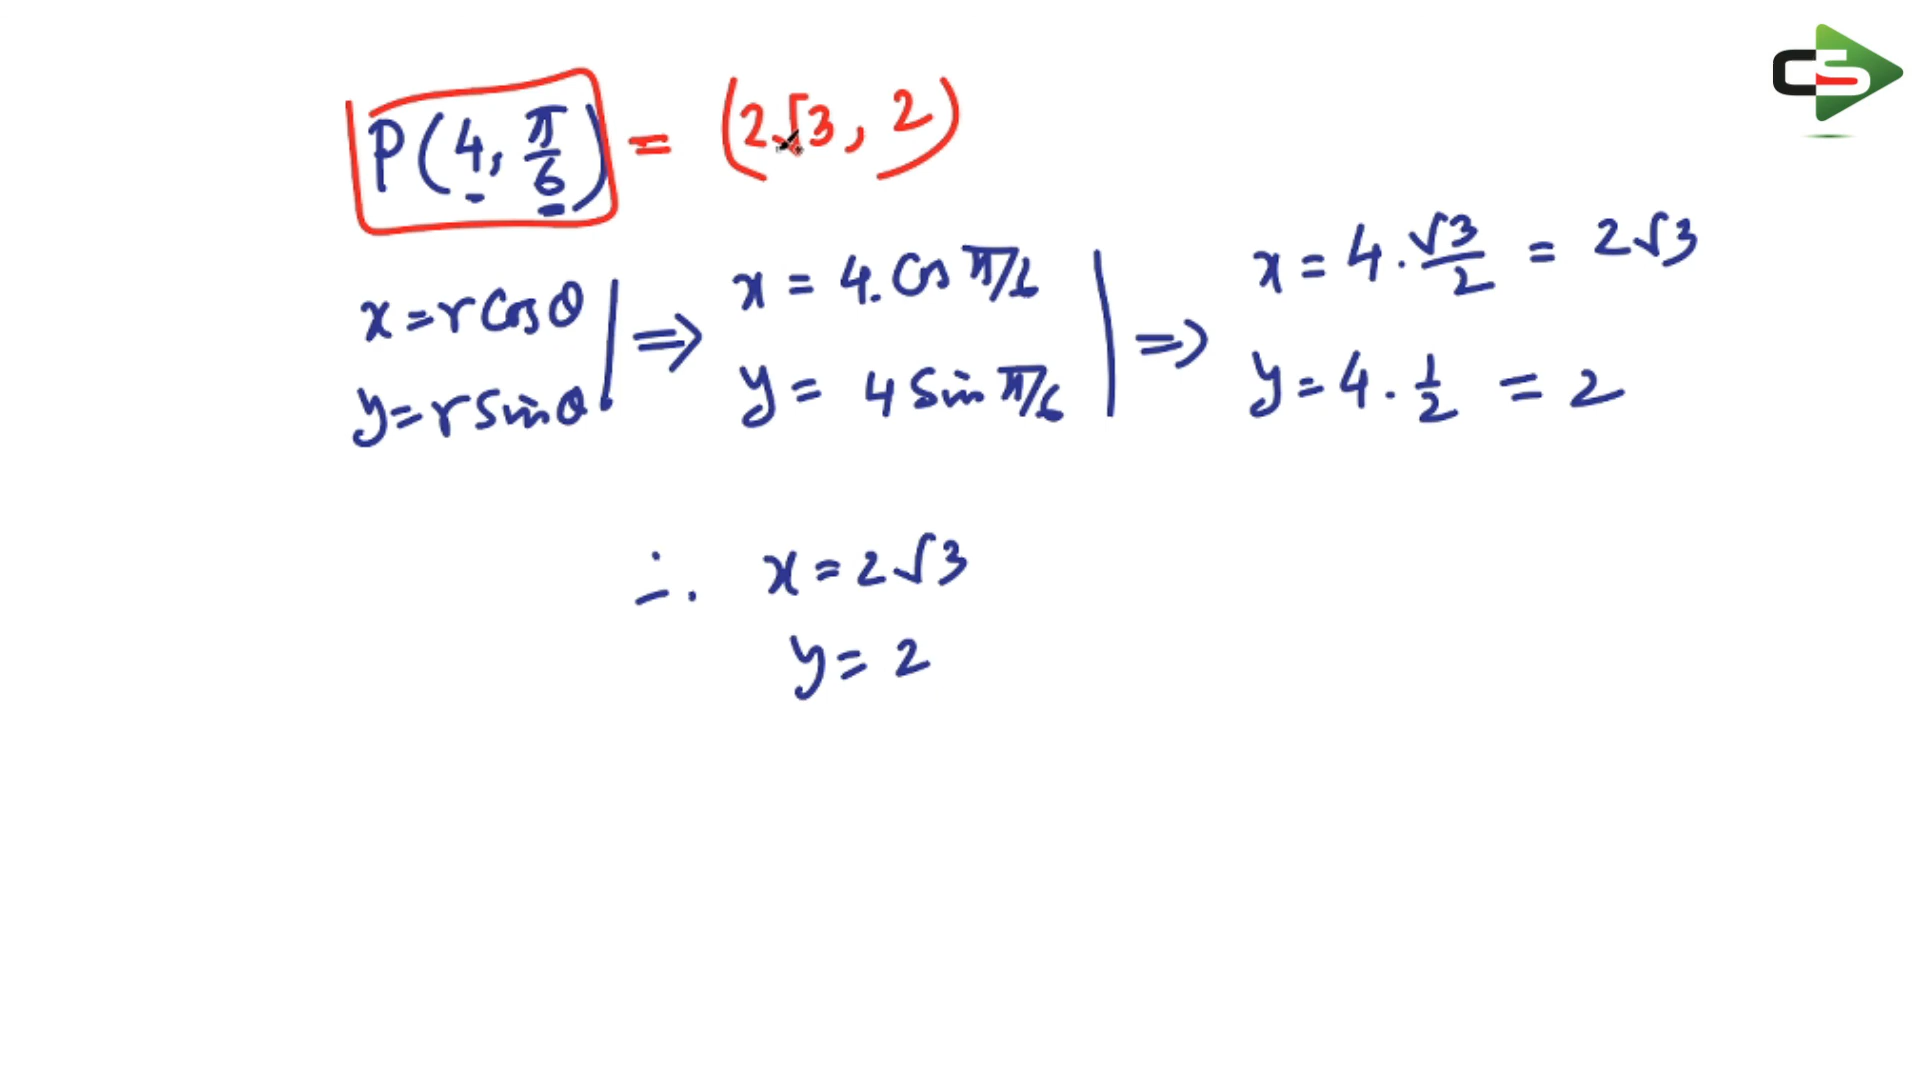 P(4, π/6) = (2√3, 2)
x = r cos θ
y = r sin θ
⇒
x = 4. cos π/6
y = 4 sin π/6
⇒
x = 4 . √3/2 = 2√3
y = 4 . 1/2 = 2
∴ x = 2√3
y = 2
CS